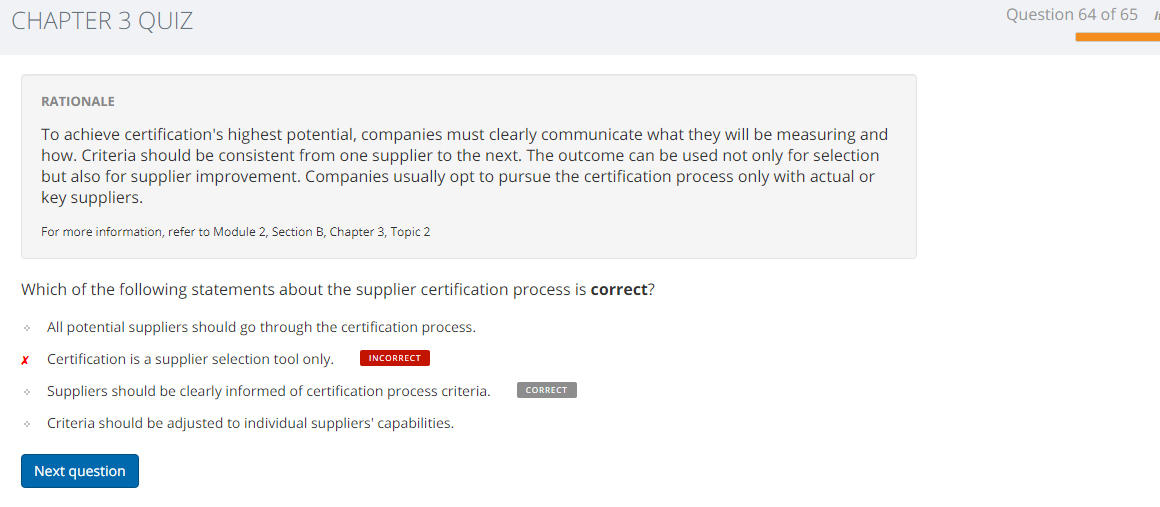 CHAPTER 3 QUIZ
Question 64 of 65
RATIONALE
To achieve certification's highest potential, companies must clearly communicate what they will be measuring and
how. Criteria should be consistent from one supplier to the next. The outcome can be used not only for selection
but also for supplier improvement. Companies usually opt to pursue the certification process only with actual or
key suppliers.
For more information, refer to Module 2, Section B, Chapter 3, Topic 2
Which of the following statements about the supplier certification process is correct?
All potential suppliers should go through the certification process.
✗ Certification is a supplier selection tool only. INCORRECT
Suppliers should be clearly informed of certification process criteria. CORRECT
Criteria should be adjusted to individual suppliers' capabilities.
Next question